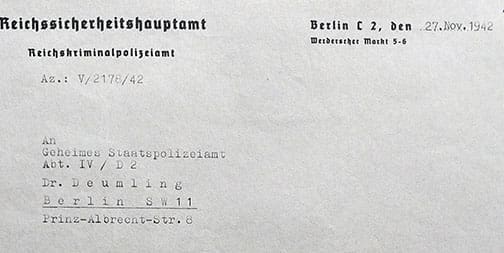 Reichssicherheitshauptamt
Reichskriminalpolizeiamt
Az.: V/2178/42
Berlin C 2, den 27.Nov.1942
Werderscher Markt 5-6
An
Geheimes Staatspolizeiamt
Abt. IV / D 2
Dr. Deumling
Berlin SW 11
Prinz-Albrecht-Str. 8